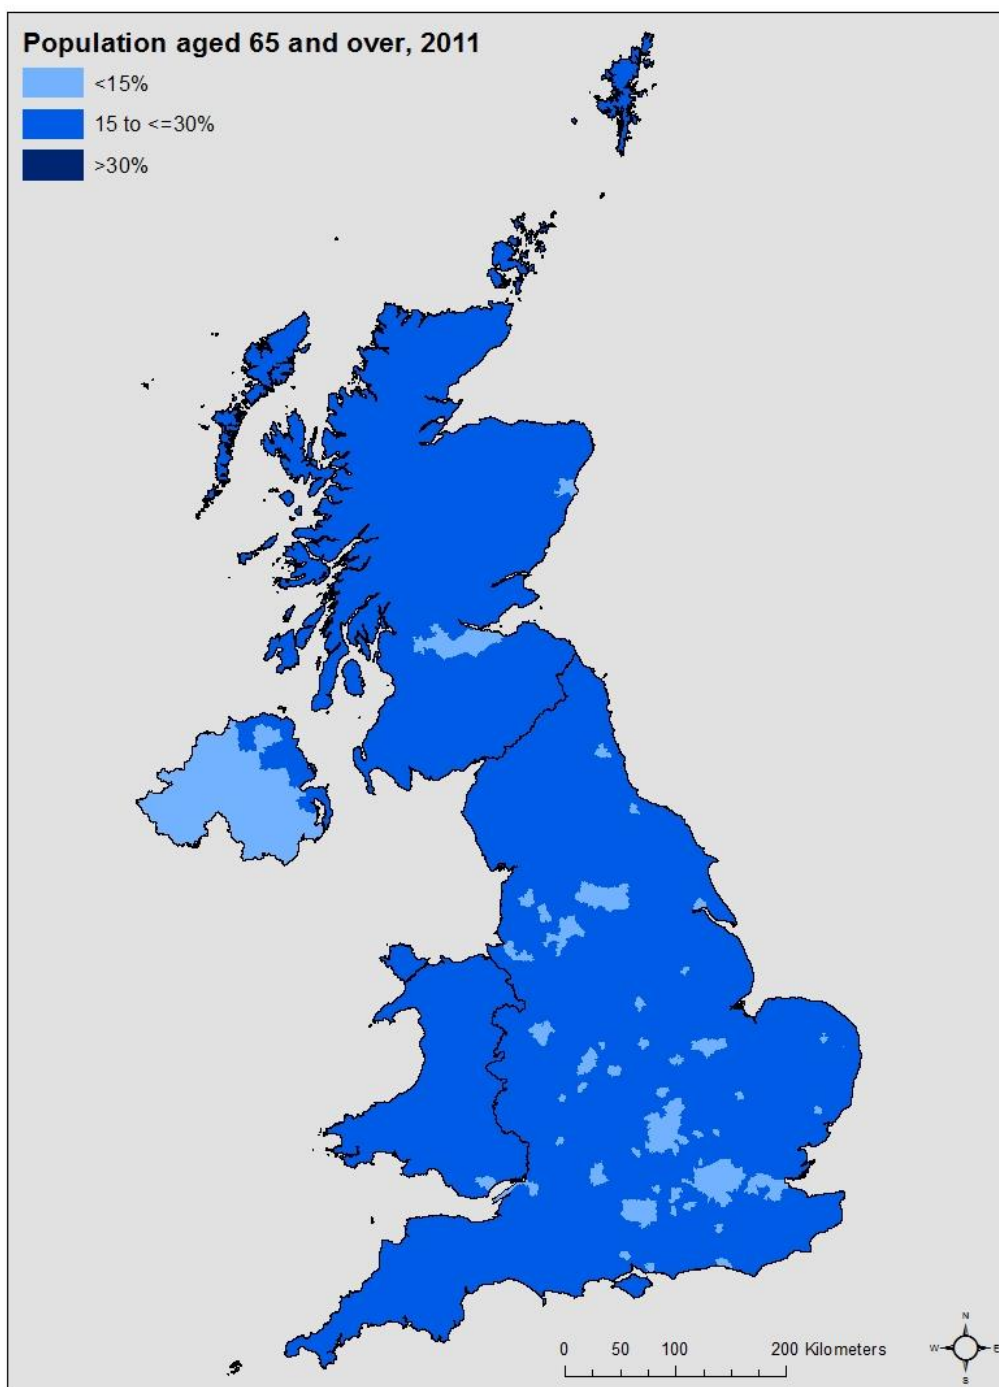 Population aged 65 and over, 2011
<15%
15 to <=30%
>30%
0 50 100 200 Kilometers
N
W E
S